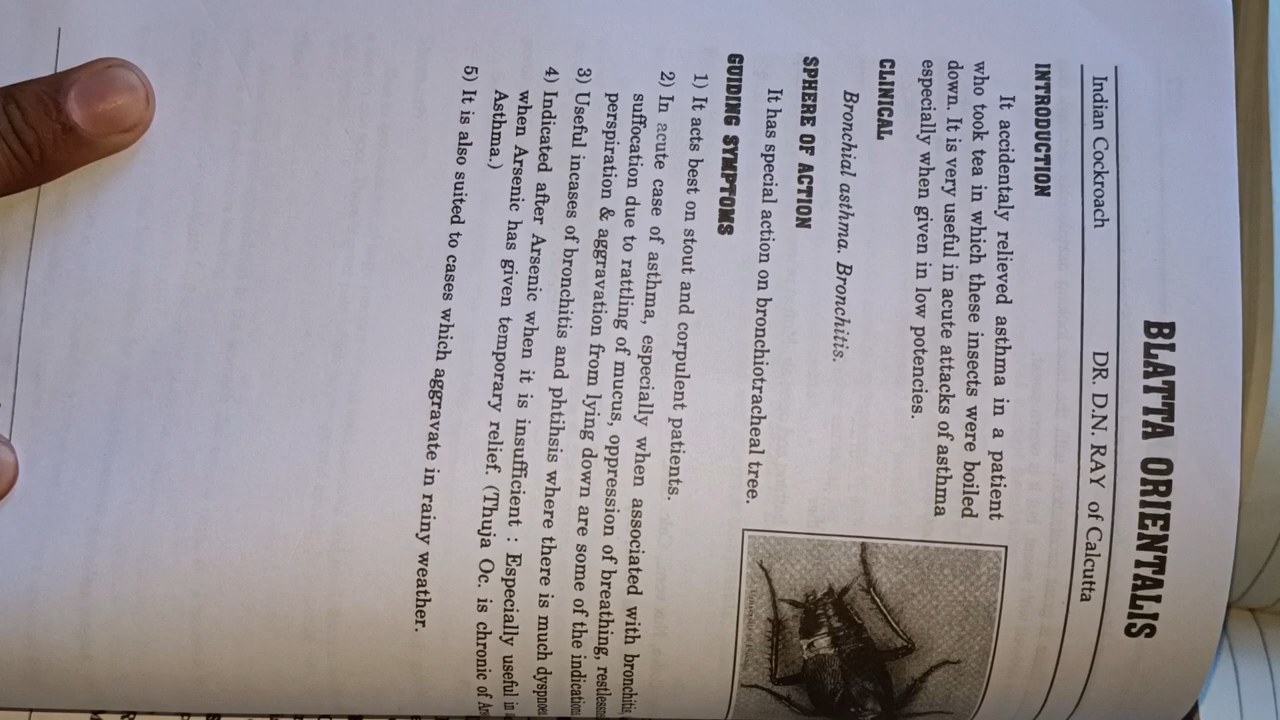 BLATTA ORIENTALIS
Indian Cockroach DR. D.N. RAY of Calcutta
INTRODUCTION
It accidentaly relieved asthma in a patient
who took tea in which these insects were boiled
down. It is very useful in acute attacks of asthma
especially when given in low potencies.
CLINICAL
Bronchial asthma. Bronchitis.
SPHERE OF ACTION
It has special action on bronchiotracheal tree.
GUIDING SYMPTOMS
1) It acts best on stout and corpulent patients.
2) In acute case of asthma, especially when associated with bronchitis,
suffocation due to rattling of mucus, oppression of breathing,
perspiration & aggravation from lying down are some of the
3) Useful incases of bronchitis and phtihsis where there is much
4) Indicated after Arsenic when it is insufficient : Especially useful in
when Arsenic has given temporary relief. (Thuja Oc. is chronic of
Asthma.)
5) It is also suited to cases which aggravate in rainy weather.